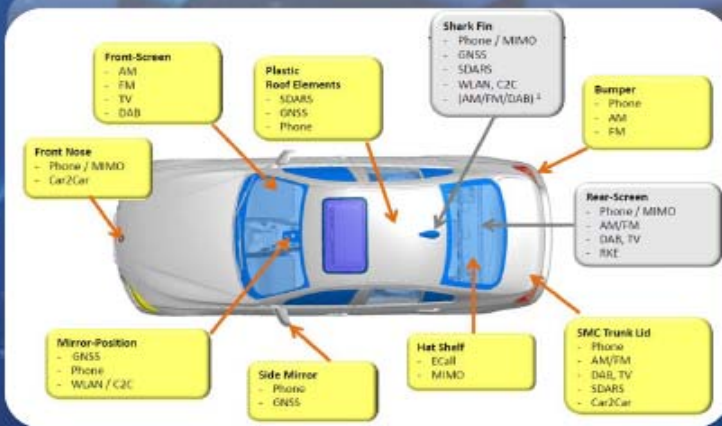 Shark Fin
- Phone / MIMO
- GNSS
- SDARS
- WLAN, C2C
- (AM/FM/DAB) ¹
Front-Screen
- AM
- FM
- TV
- DAB
Plastic
Roof Elements
- SDARS
- GNSS
- Phone
Bumper
- Phone
- AM
- FM
Front Nose
- Phone / MIMO
- Car2Car
Rear-Screen
- Phone / MIMO
- AM/FM
- DAB, TV
- RKE
Mirror-Position
- GNSS
- Phone
- WLAN / C2C
Side Mirror
- Phone
- GNSS
Hat Shelf
- ECall
- MIMO
SMC Trunk Lid
- Phone
- AM/FM
- DAB, TV
- SDARS
- Car2Car